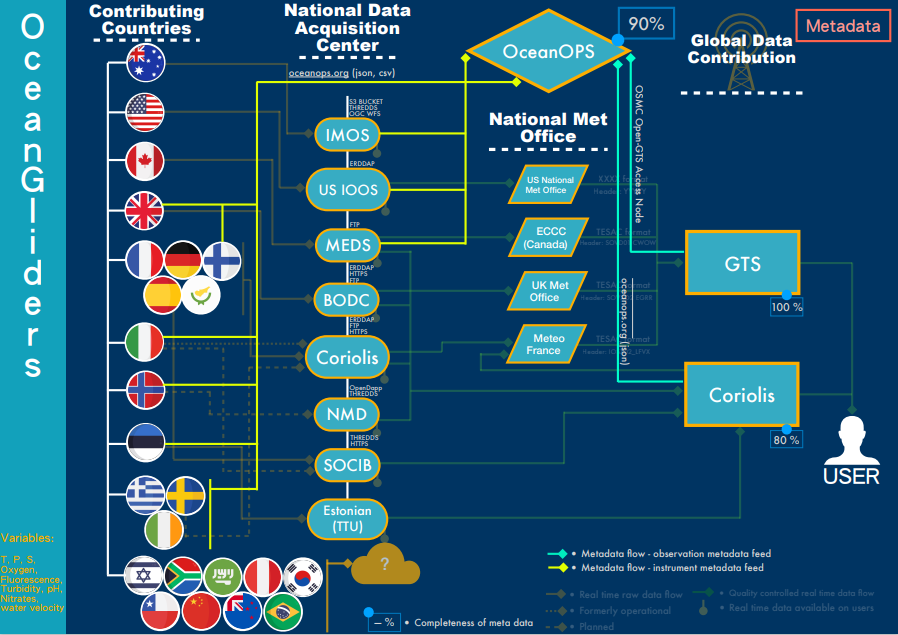 OceanGliders
Contributing
Countries
National Data
Acquisition
Center
oceanops.org (json, csv)
OceanOPS
90%
Global Data
Contribution
Metadata
S3 BUCKET
THREDDS
OGC WFS
IMOS
ERDDAP
US IOOS
FTP
MEDS
ERDDAP
HTTPS
FTP
BODC
ERDDAP
FTP
HTTPS
Coriolis
OpenDapp
THREDDS
NMD
THREDDS
HTTPS
SOCIB
Estonian
(TTU)
?
National Met
Office
US National
Met Office
ECCC
(Canada)
UK Met
Office
Meteo
France
OSMC Open-GTS Access Node
oceanops.org (json)
GTS
100 %
Coriolis
80 %
USER
Variables:
T, P, S,
Oxygen,
Fluorescence,
Turbidity, pH,
Nitrates,
water velocity
– %
• Completeness of meta data
• Metadata flow - observation metadata feed
• Metadata flow - instrument metadata feed
• Real time raw data flow
• Formerly operational
• Planned
• Quality controlled real time data flow
• Real time data available on users